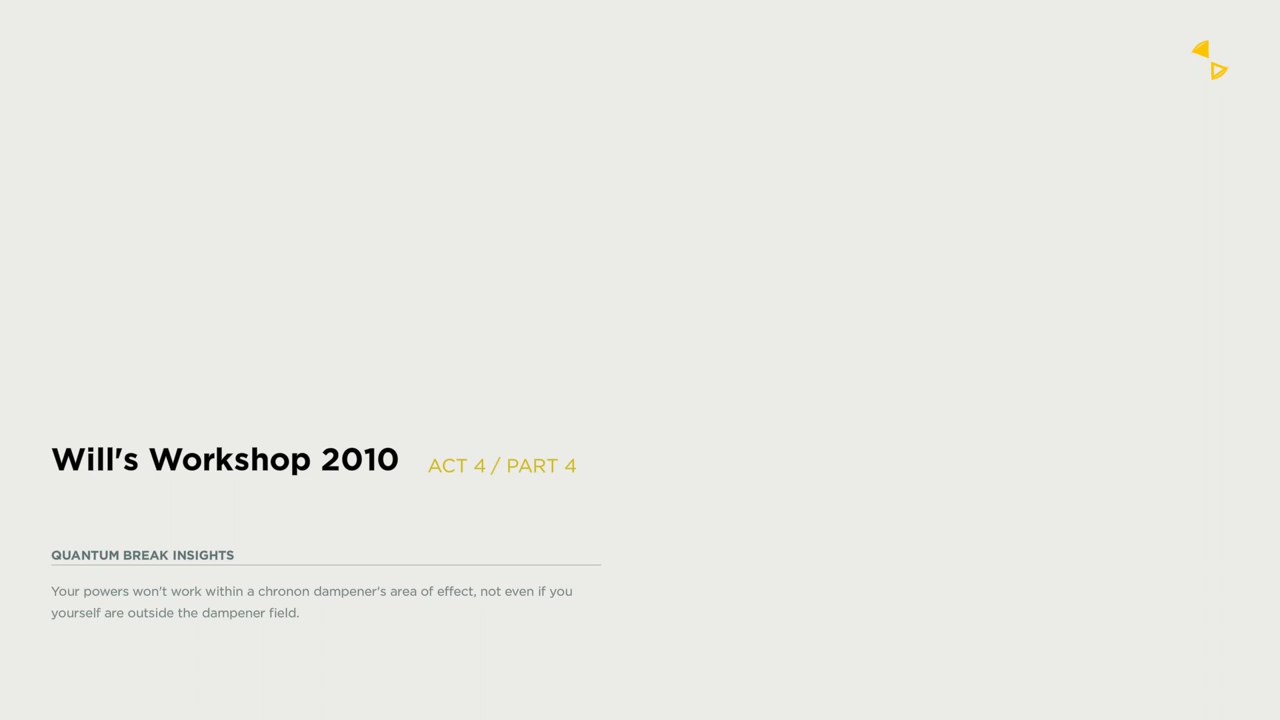 Will's Workshop 2010 ACT 4 / PART 4
QUANTUM BREAK INSIGHTS
Your powers won't work within a chronon dampener's area of effect, not even if you
yourself are outside the dampener field.